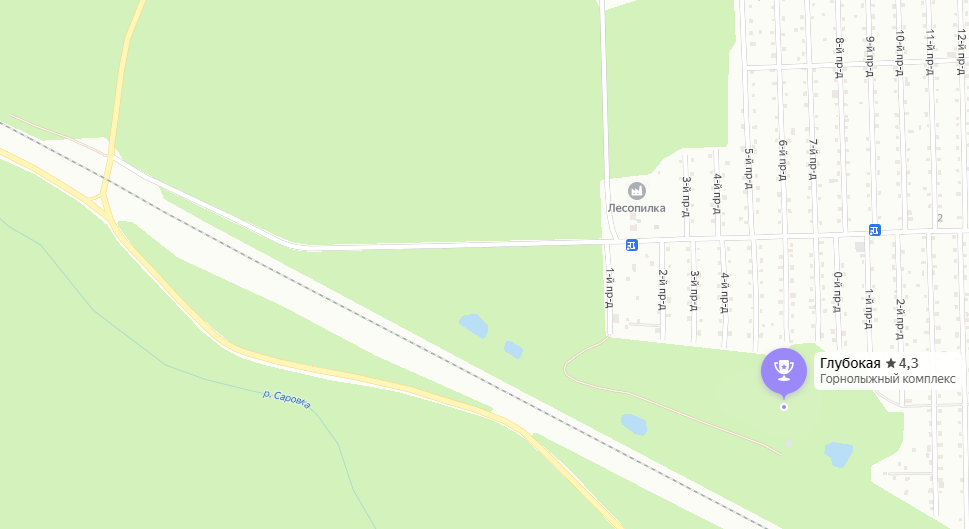 8-й пр-д
9-й пр-д
10-й пр-д
11-й пр-д
12-й пр-д
7-й пр-д
6-й пр-д
5-й пр-д
4-й пр-д
3-й пр-д
Лесопилка
2
1-й пр-д
2-й пр-д
3-й пр-д
4-й пр-д
0-й пр-д
1-й пр-д
2-й пр-д
Глубокая ★ 4,3
Горнолыжный комплекс
р. Саровка